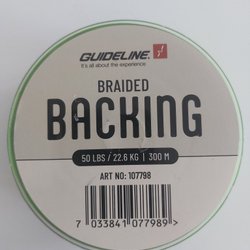 GUIDELINE
It's all about the experience
BRAIDED
BACKING
50 LBS / 22.6 KG | 300 M
ART NO: 107798
7 033841 077989 >